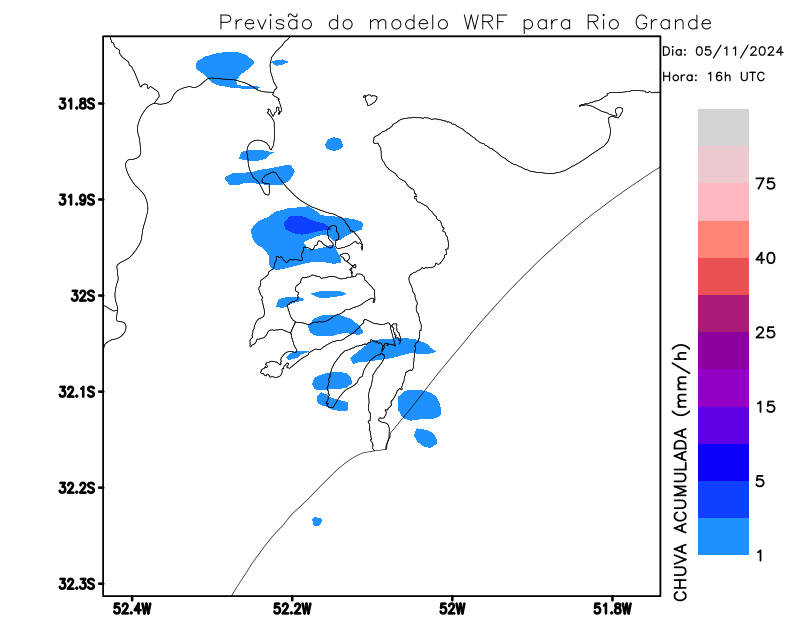 Previsão do modelo WRF para Rio Grande
Dia: 05/11/2024
Hora: 16h UTC
31.8S
31.9S
32S
32.1S
32.2S
32.3S
52.4W
52.2W
52W
51.8W
CHUVA ACUMULADA (mm/h)
75
40
25
15
5
1